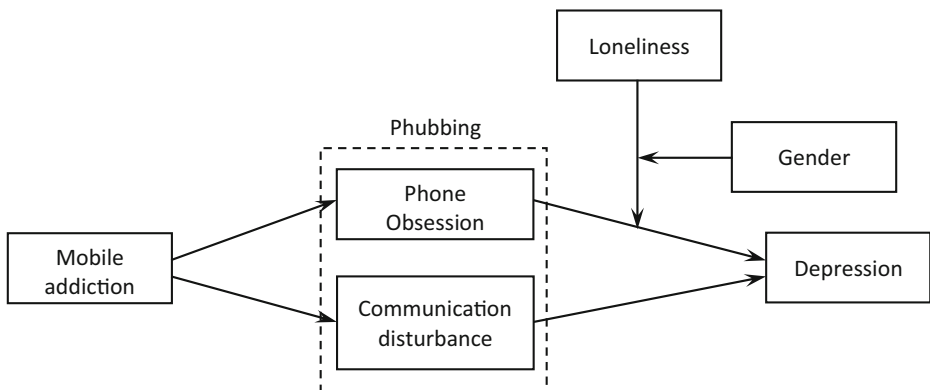 Loneliness
Phubbing
Gender
Phone
Obsession
Mobile
addiction
Depression
Communication
disturbance